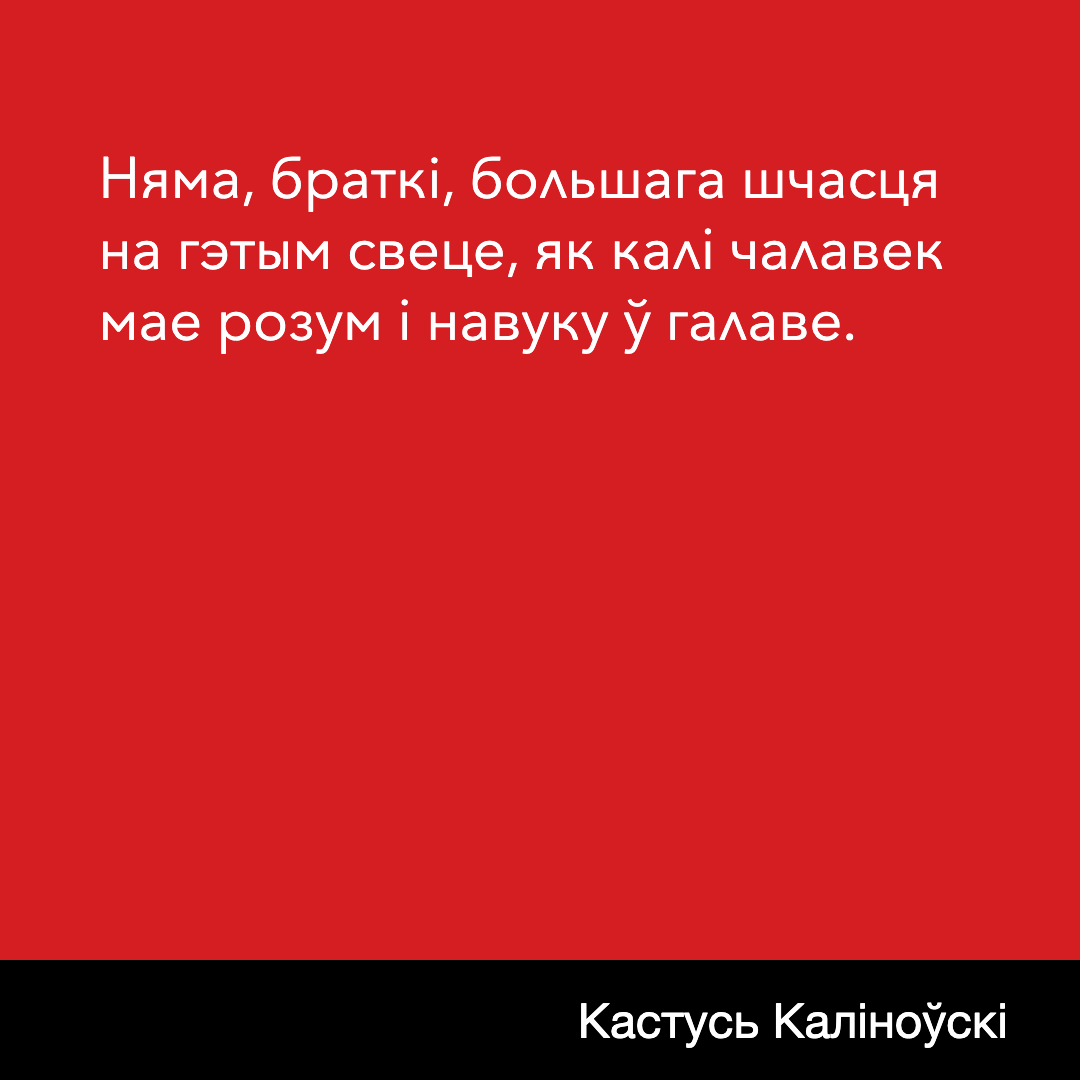 Няма, браткі, большага шчасця
на гэтым свеце, як калі чалавек
мае розум і навуку ў галаве.
Кастусь Каліноўскі